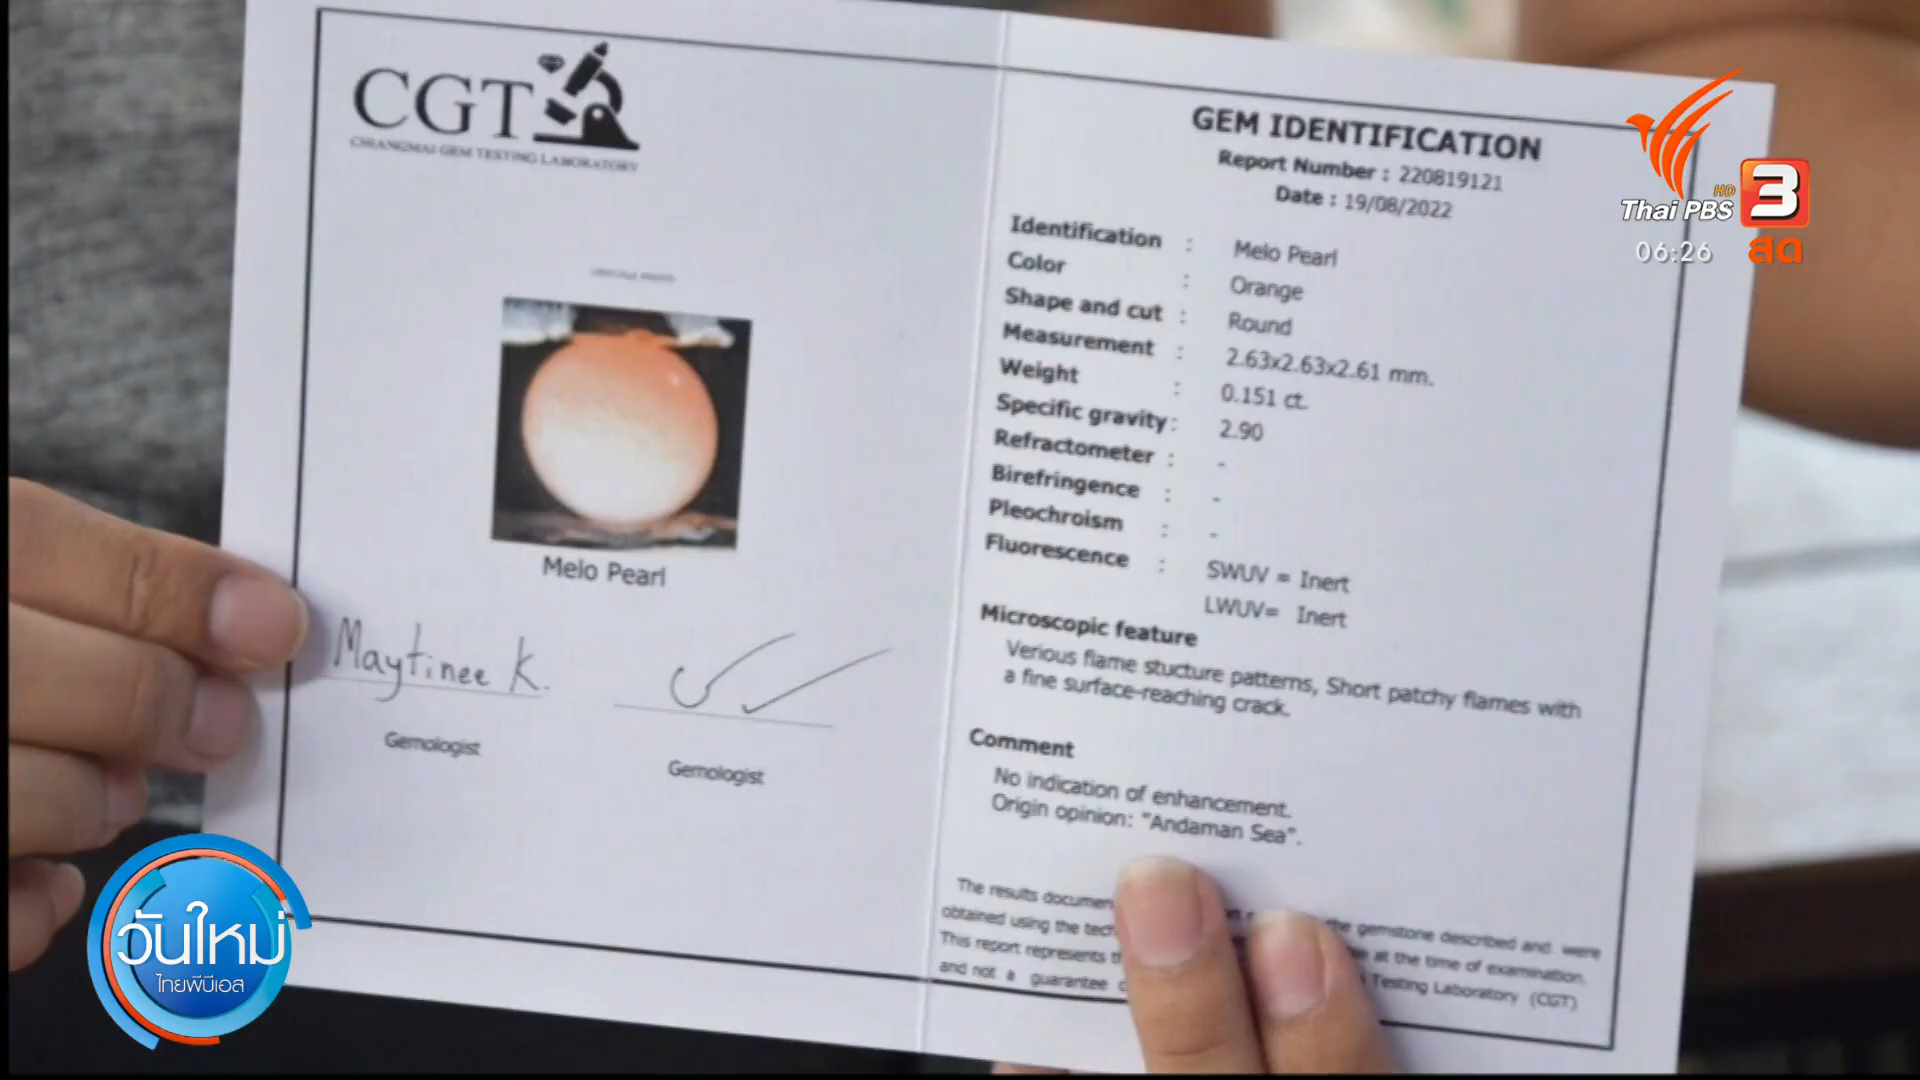 CGT
CHIANGMAI GEM TESTING LABORATORY
Melo Pearl
Maytinee K.
Gemologist
Gemologist
GEM IDENTIFICATION
Report Number : 220819121
Date : 19/08/2022
Identification : Melo Pearl
Color : Orange
Shape and cut : Round
Measurement : 2.63x2.63x2.61 mm.
Weight : 0.151 ct.
Specific gravity : 2.90
Refractometer : -
Birefringence : -
Pleochroism : -
Fluorescence : SWUV = Inert
LWUV= Inert
Microscopic feature
Verious flame stucture patterns, Short patchy flames with
a fine surface-reaching crack.
Comment
No indication of enhancement.
Origin opinion: "Andaman Sea".
The results documen the gemstone described and were
obtained using the tec at the time of examination.
This report represents t Testing Laboratory (CGT)
and not a guarantee
Thai PBS HD 3
06:26 สด
วันใหม่
ไทยพีบีเอส